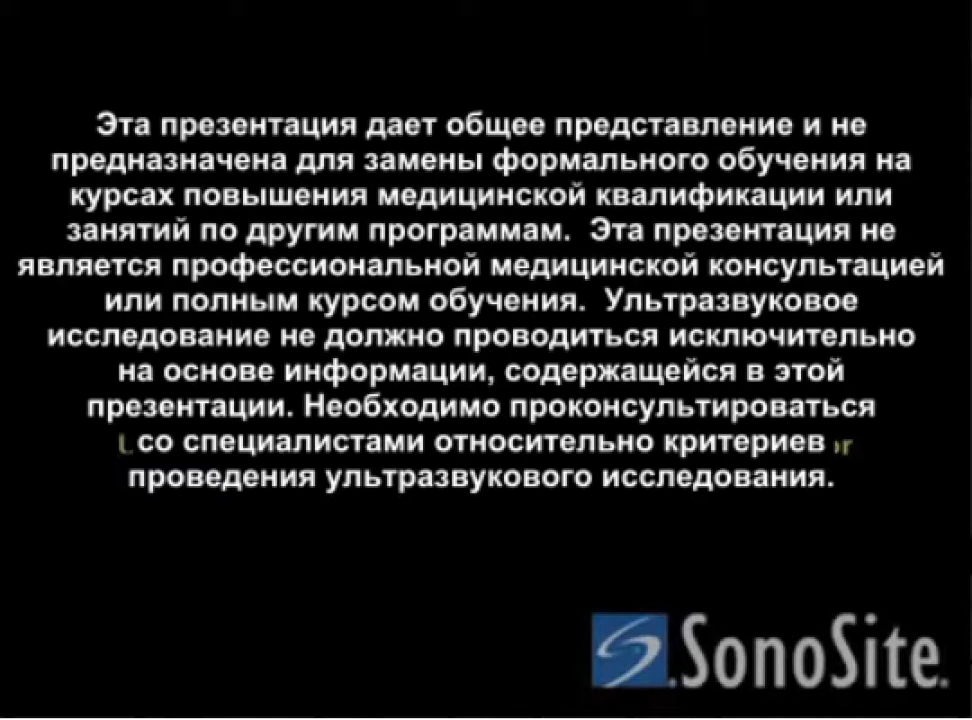 Эта презентация дает общее представление и не
предназначена для замены формального обучения на
курсах повышения медицинской квалификации или
занятий по другим программам. Эта презентация не
является профессиональной медицинской консультацией
или полным курсом обучения. Ультразвуковое
исследование не должно проводиться исключительно
на основе информации, содержащейся в этой
презентации. Необходимо проконсультироваться
со специалистами относительно критериев
проведения ультразвукового исследования.
SonoSite.